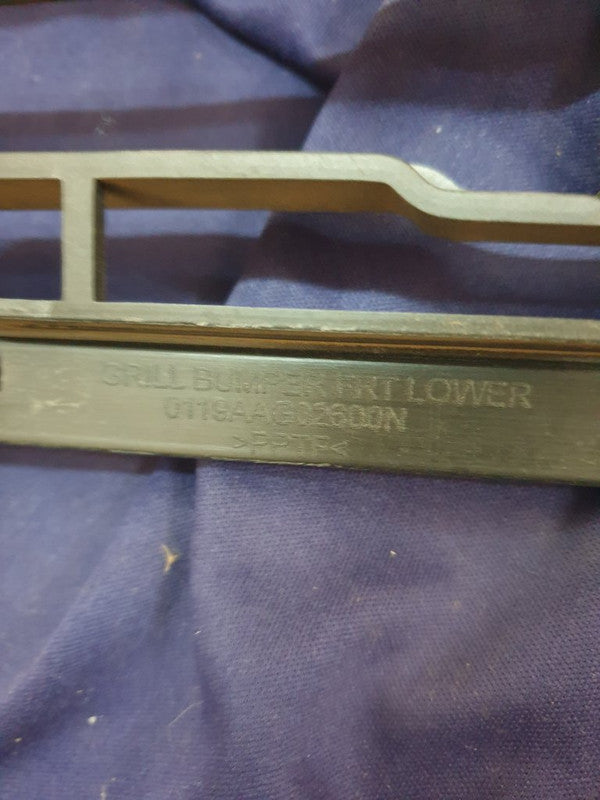 GRILL BUMPER FRT LOWER
0119AAG02600N
>PPTF<